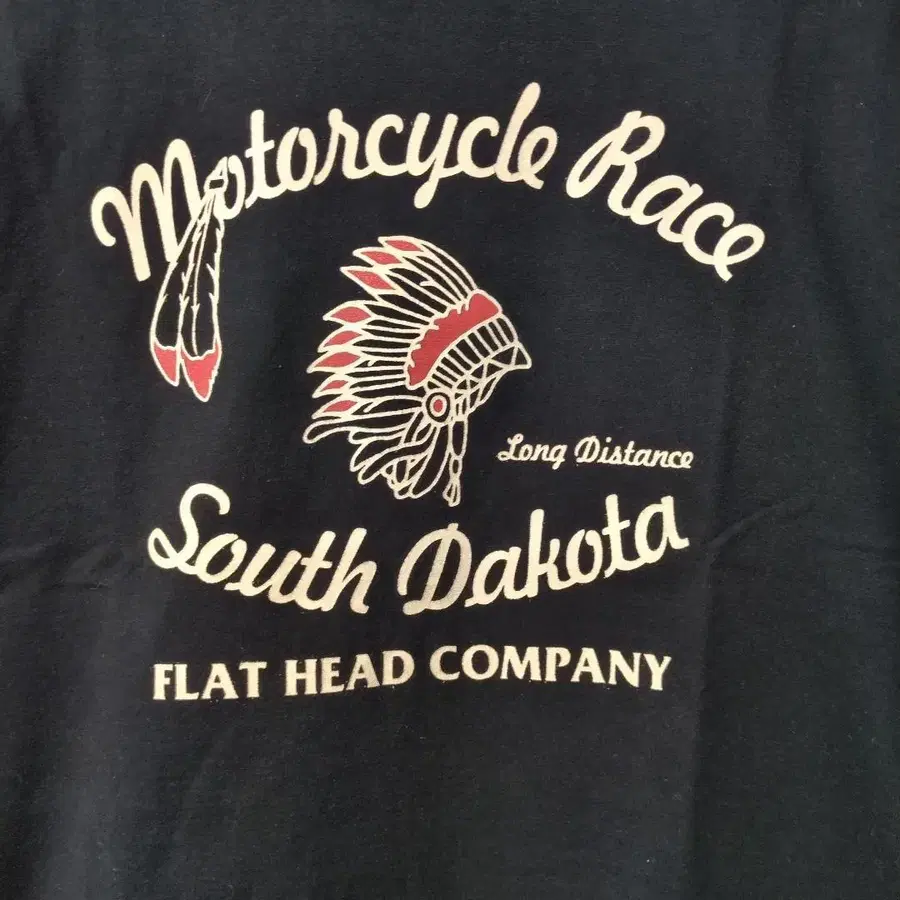 Motorcycle Race
Long Distance
South Dakota
FLAT HEAD COMPANY